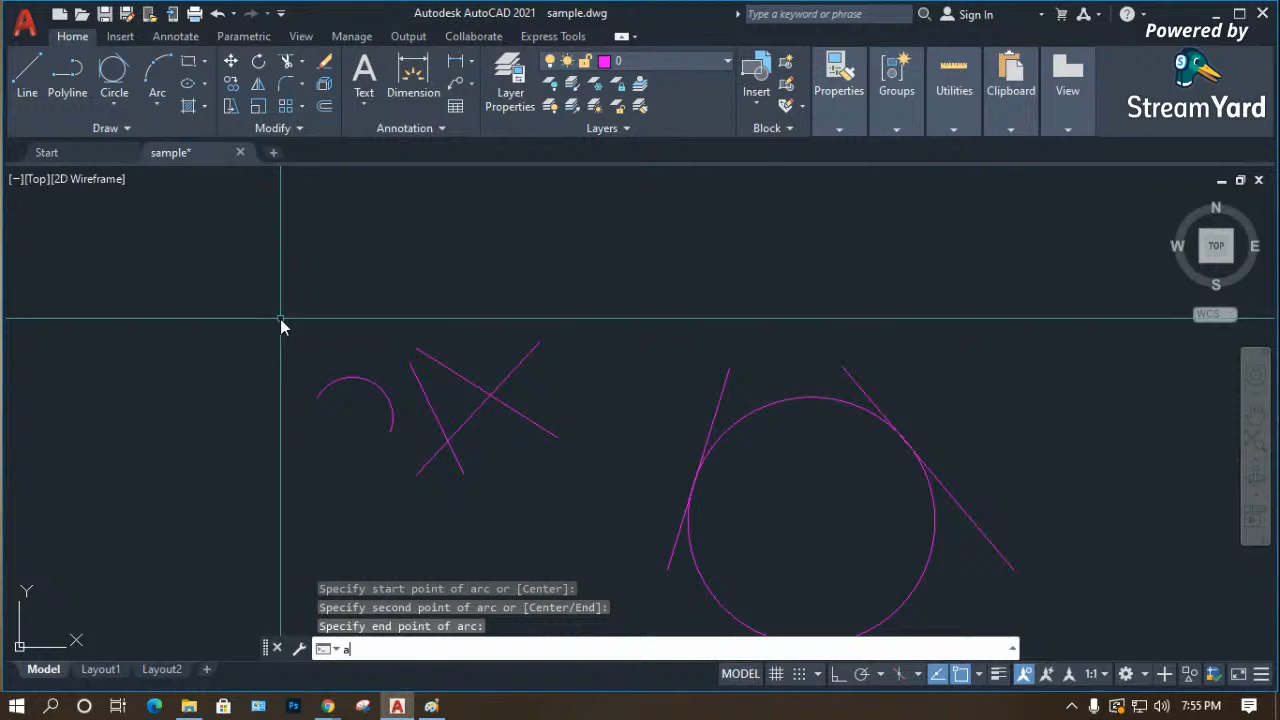 Autodesk AutoCAD 2021 sample.dwg
Type a keyword or phrase
Sign In
Powered by
StreamYard
Home Insert Annotate Parametric View Manage Output Collaborate Express Tools
0
Line Polyline Circle Arc
Text Dimension
Layer
Properties
Insert
Properties Groups Utilities Clipboard View
Draw Modify Annotation Layers Block
Start sample*
[−][Top][2D Wireframe]
N
W TOP E
S
WCS
Y
X
Specify start point of arc or [Center]:
Specify second point of arc or [Center/End]:
Specify end point of arc:
a
Model Layout1 Layout2
MODEL
1:1
7:55 PM